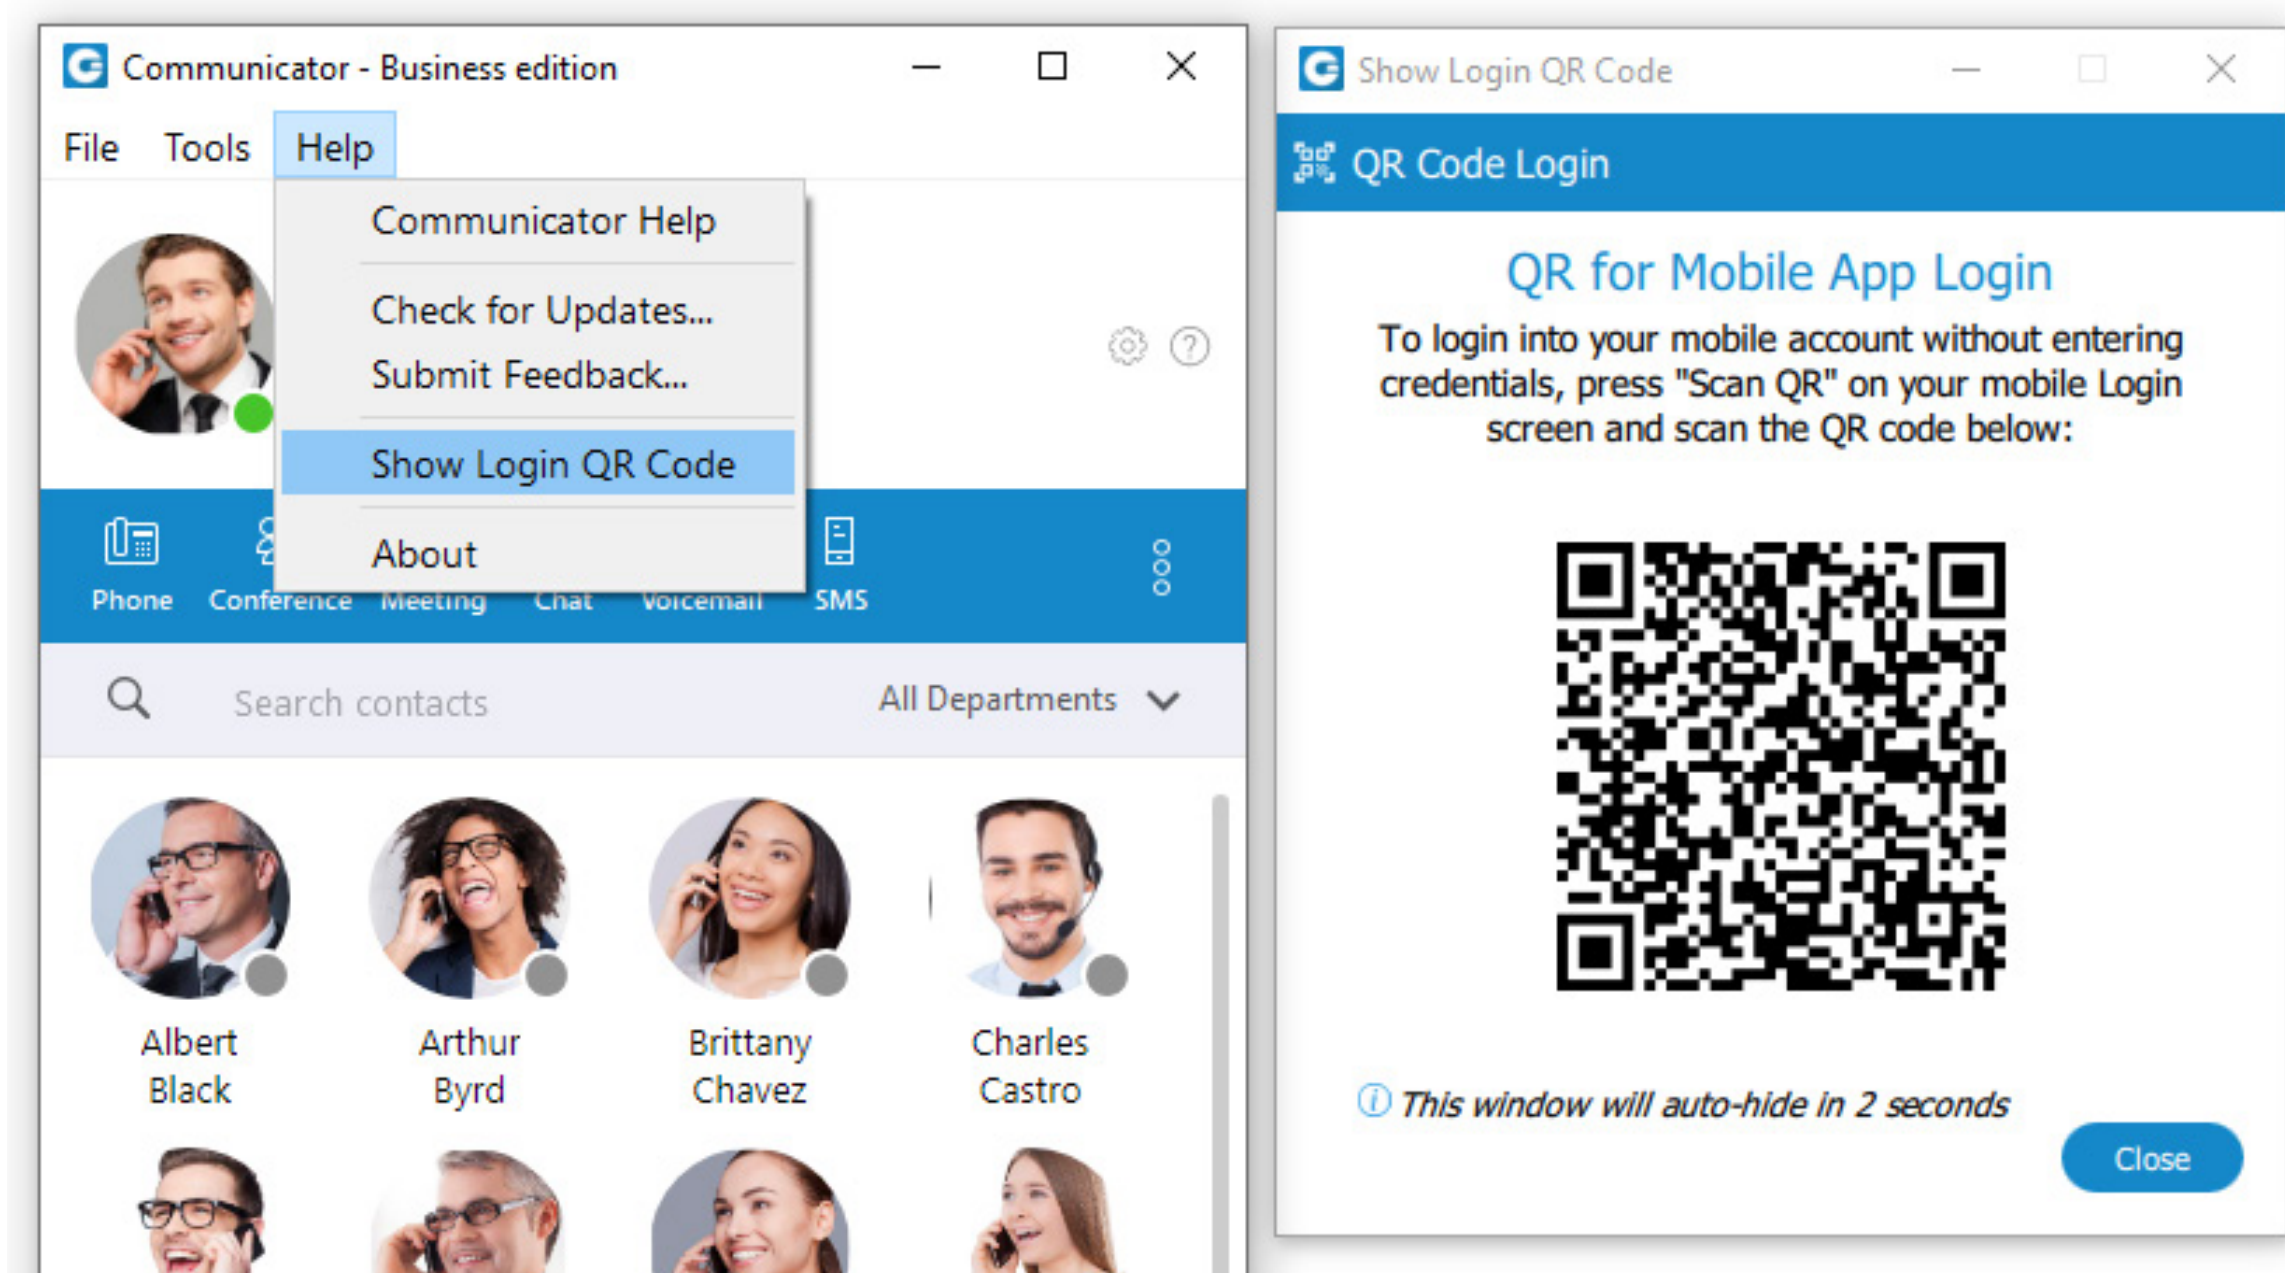 Communicator - Business edition
File Tools Help
Communicator Help
Check for Updates...
Submit Feedback...
Show Login QR Code
About
Phone Conference Meeting Chat Voicemail SMS
Search contacts All Departments
Albert Black
Arthur Byrd
Brittany Chavez
Charles Castro
Show Login QR Code
QR Code Login
QR for Mobile App Login
To login into your mobile account without entering
credentials, press "Scan QR" on your mobile Login
screen and scan the QR code below:
This window will auto-hide in 2 seconds
Close